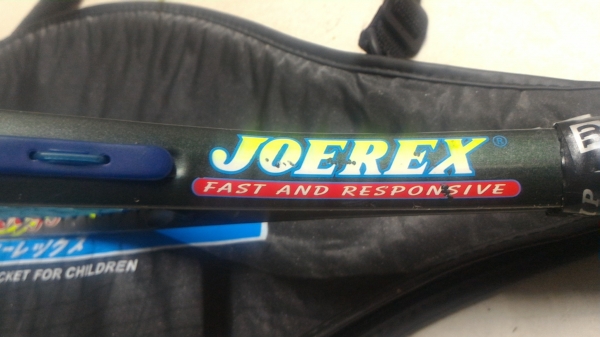 JOEREX®
FAST AND RESPONSIVE
ーレックス
CKET FOR CHILDREN